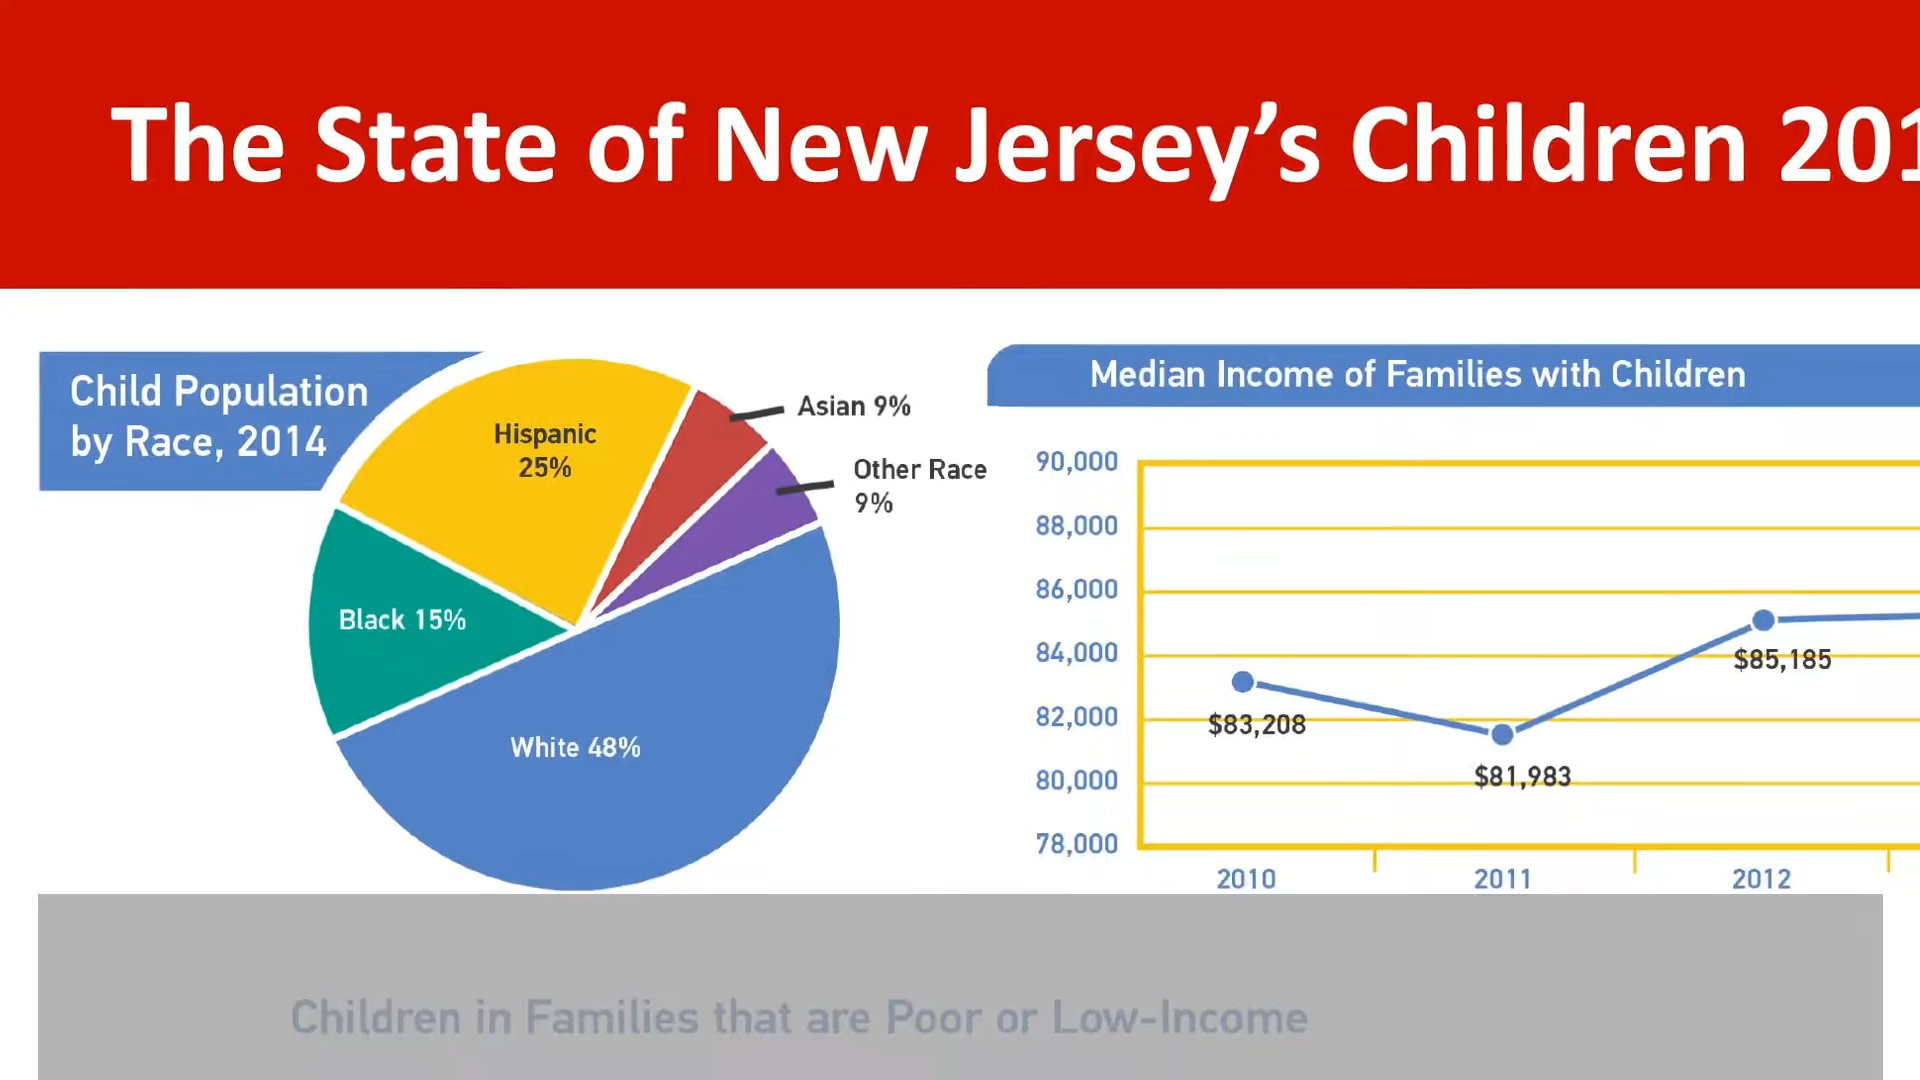 The State of New Jersey’s Children 201
Child Population
by Race, 2014
Hispanic
25%
Asian 9%
Other Race
9%
Black 15%
White 48%
Median Income of Families with Children
90,000
88,000
86,000
84,000
82,000
80,000
78,000
$83,208
$81,983
$85,185
2010
2011
2012
Children in Families that are Poor or Low-Income